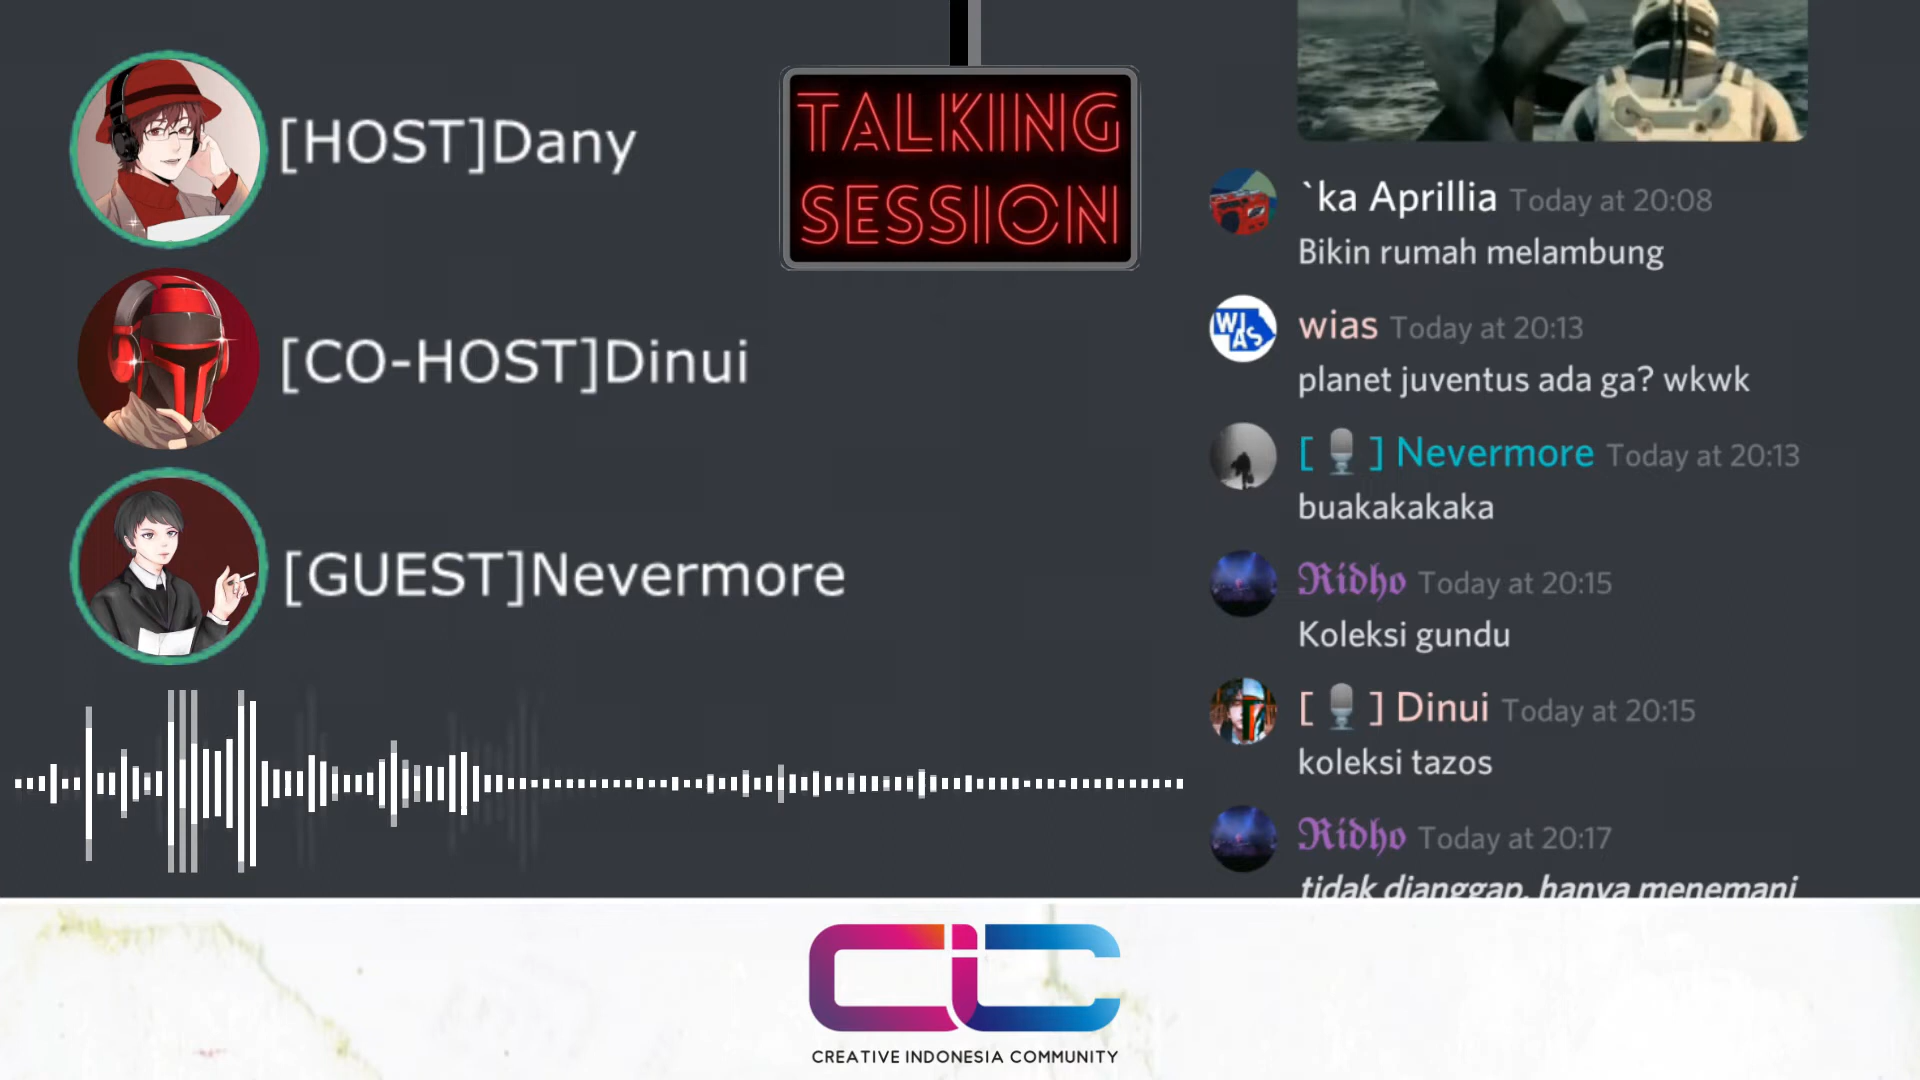 [HOST]Dany
[CO-HOST]Dinui
[GUEST]Nevermore
TALKING
SESSION
`ka Aprillia Today at 20:08
Bikin rumah melambung
WIAS
wias Today at 20:13
planet juventus ada ga? wkwk
[🎙️] Nevermore Today at 20:13
buakakakaka
Ridho Today at 20:15
Koleksi gundu
[🎙️] Dinui Today at 20:15
koleksi tazos
Ridho Today at 20:17
tidak dianggap, hanya menemani
CIC
CREATIVE INDONESIA COMMUNITY